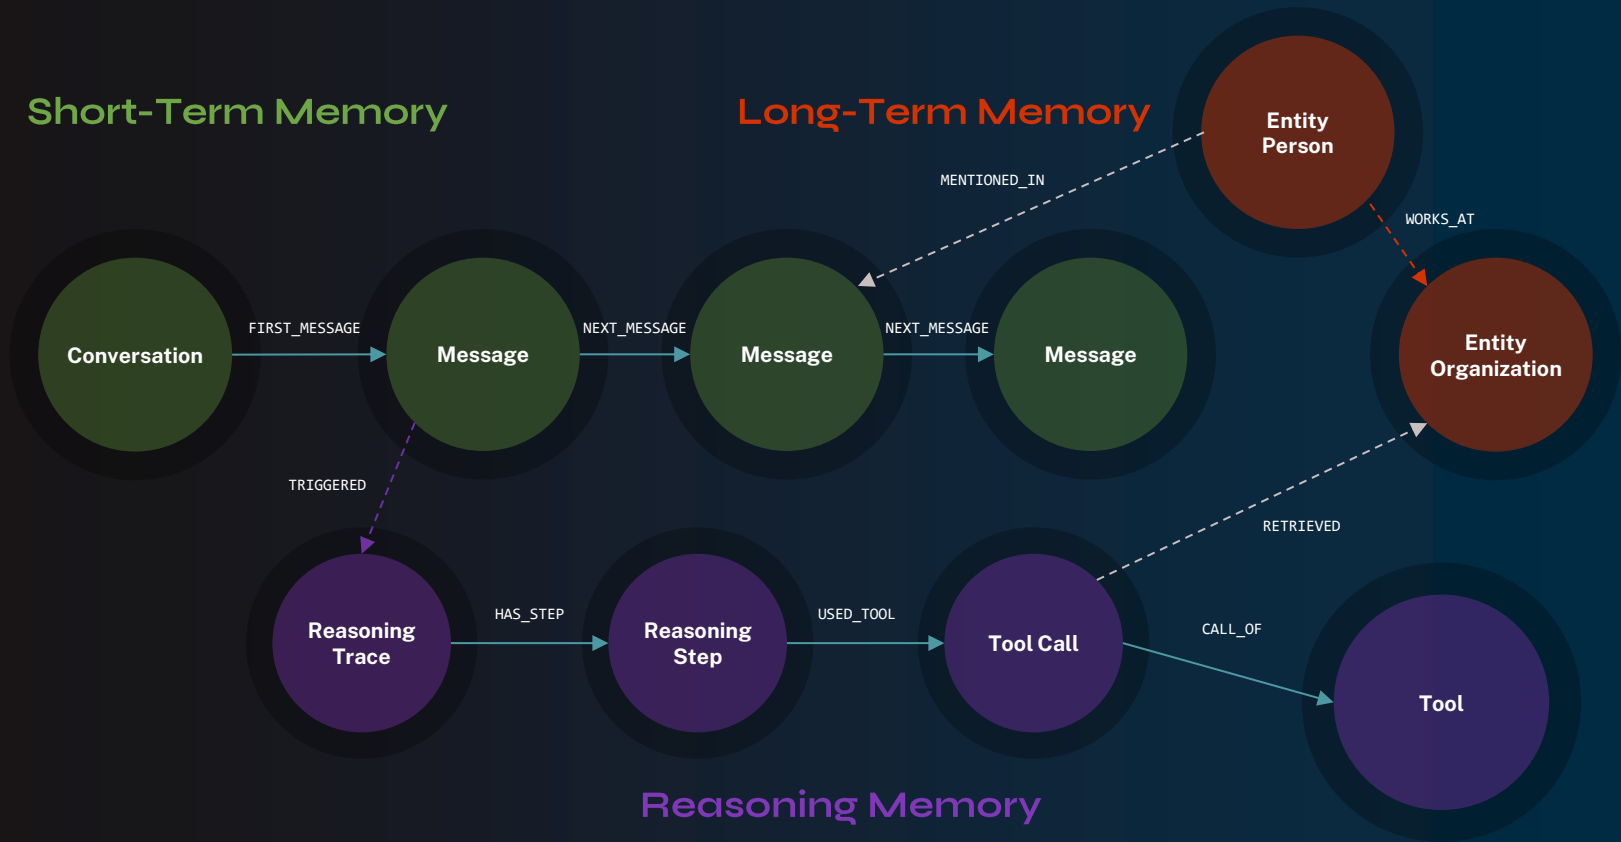 Short-Term Memory
Long-Term Memory
Entity
Person
MENTIONED_IN
WORKS_AT
Conversation
FIRST_MESSAGE
Message
NEXT_MESSAGE
Message
NEXT_MESSAGE
Message
Entity
Organization
TRIGGERED
RETRIEVED
Reasoning
Trace
HAS_STEP
Reasoning
Step
USED_TOOL
Tool Call
CALL_OF
Tool
Reasoning Memory